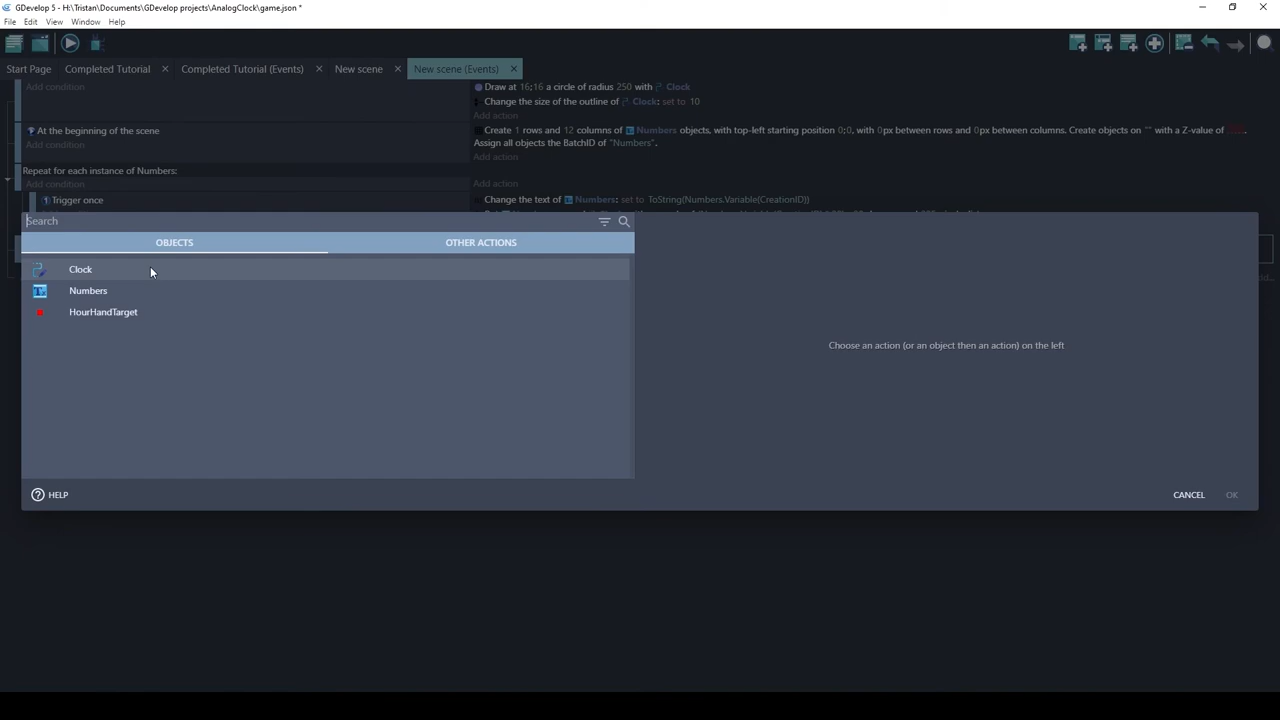 GDevelop 5 - H:\Tristan\Documents\GDevelop projects\AnalogClock\game.json *
File Edit View Window Help
Start Page Completed Tutorial × Completed Tutorial (Events) × New scene × New scene (Events) ×
Add condition
Draw at 16;16 a circle of radius 250 with Clock
Change the size of the outline of Clock: set to 10
Add action
At the beginning of the scene
Add condition
Create 1 rows and 12 columns of Numbers objects, with top-left starting position 0;0, with 0px between rows and 0px between columns. Create objects on "" with a Z-value of
Assign all objects the BatchID of "Numbers".
Add action
Repeat for each instance of Numbers:
Add condition
Add action
Trigger once
Change the text of Numbers: set to ToString(Numbers.Variable(CreationID))
Search
OBJECTS OTHER ACTIONS
Clock
Numbers
HourHandTarget
Choose an action (or an object then an action) on the left
HELP
CANCEL OK